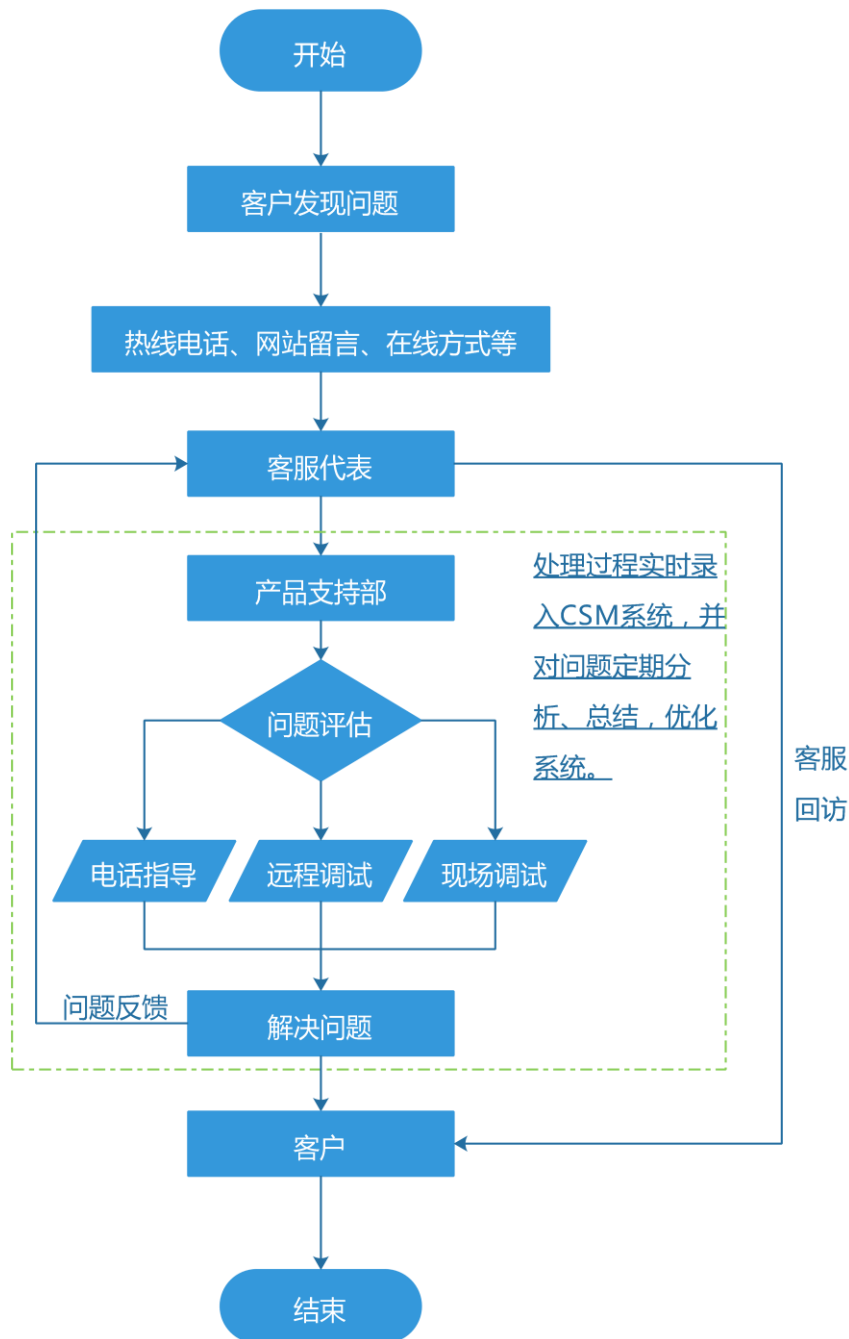 开始
客户发现问题
热线电话、网站留言、在线方式等
客服代表
产品支持部
处理过程实时录
入CSM系统，并
对问题定期分
析、总结，优化
系统。
问题评估
客服
回访
电话指导
远程调试
现场调试
问题反馈
解决问题
客户
结束